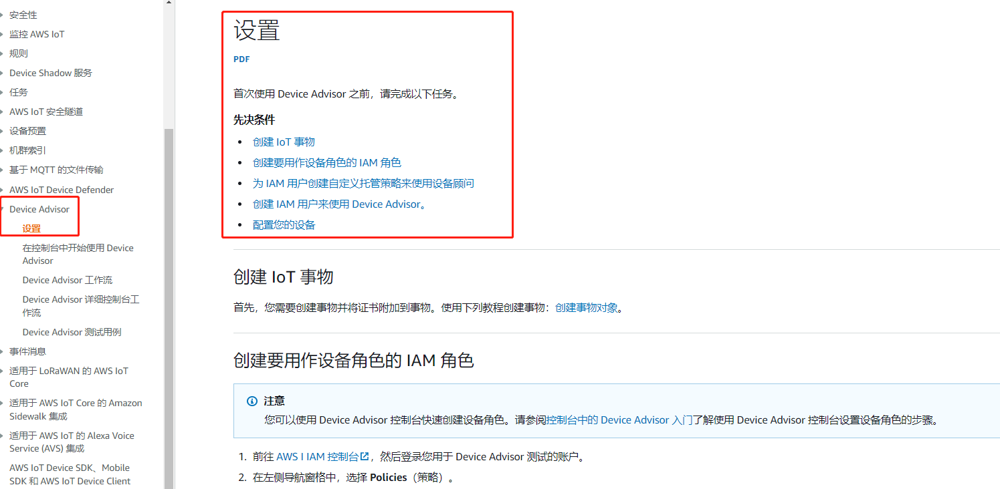 安全性
监控 AWS IoT
规则
Device Shadow 服务
任务
AWS IoT 安全隧道
设备预置
机群索引
基于 MQTT 的文件传输
AWS IoT Device Defender
Device Advisor
设置
在控制台中开始使用 Device
Advisor
Device Advisor 工作流
Device Advisor 详细控制台工
作流
Device Advisor 测试用例
事件消息
适用于 LoRaWAN 的 AWS IoT
Core
适用于 AWS IoT Core 的 Amazon
Sidewalk 集成
适用于 AWS IoT 的 Alexa Voice
Service (AVS) 集成
AWS IoT Device SDK、Mobile
SDK 和 AWS IoT Device Client
设置
PDF
首次使用 Device Advisor 之前，请完成以下任务。
先决条件
• 创建 IoT 事物
• 创建要用作设备角色的 IAM 角色
• 为 IAM 用户创建自定义托管策略来使用设备顾问
• 创建 IAM 用户来使用 Device Advisor。
• 配置您的设备
创建 IoT 事物
首先，您需要创建事物并将证书附加到事物。使用下列教程创建事物：创建事物对象。
创建要用作设备角色的 IAM 角色
注意
您可以使用 Device Advisor 控制台快速创建设备角色。请参阅控制台中的 Device Advisor 入门了解使用 Device Advisor 控制台设置设备角色的步骤。
1. 前往 AWS I IAM 控制台，然后登录您用于 Device Advisor 测试的账户。
2. 在左侧导航窗格中，选择 Policies（策略）。